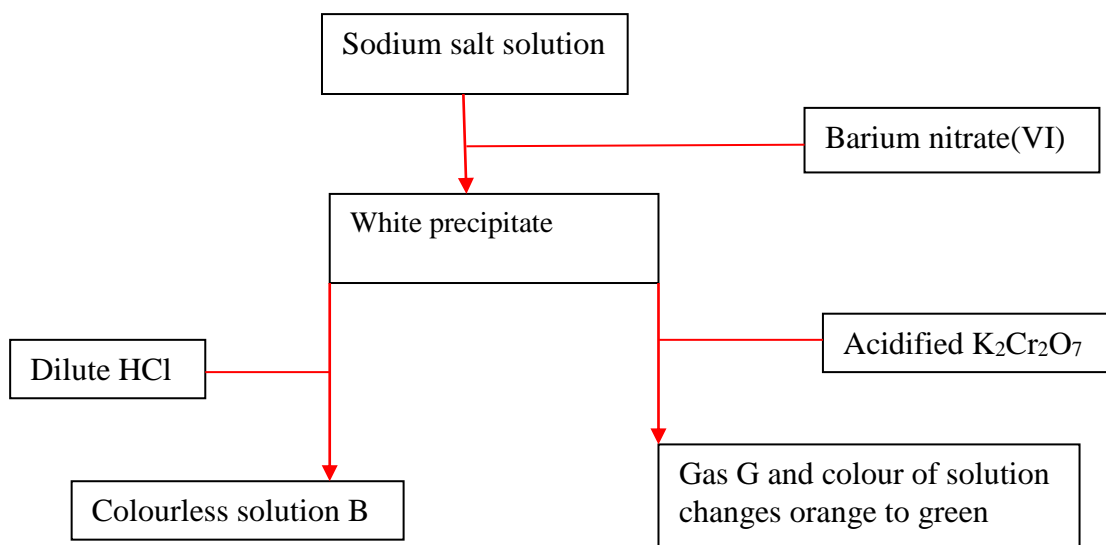 Sodium salt solution
Barium nitrate(VI)
White precipitate
Acidified K₂Cr₂O₇
Dilute HCl
Gas G and colour of solution
changes orange to green
Colourless solution B